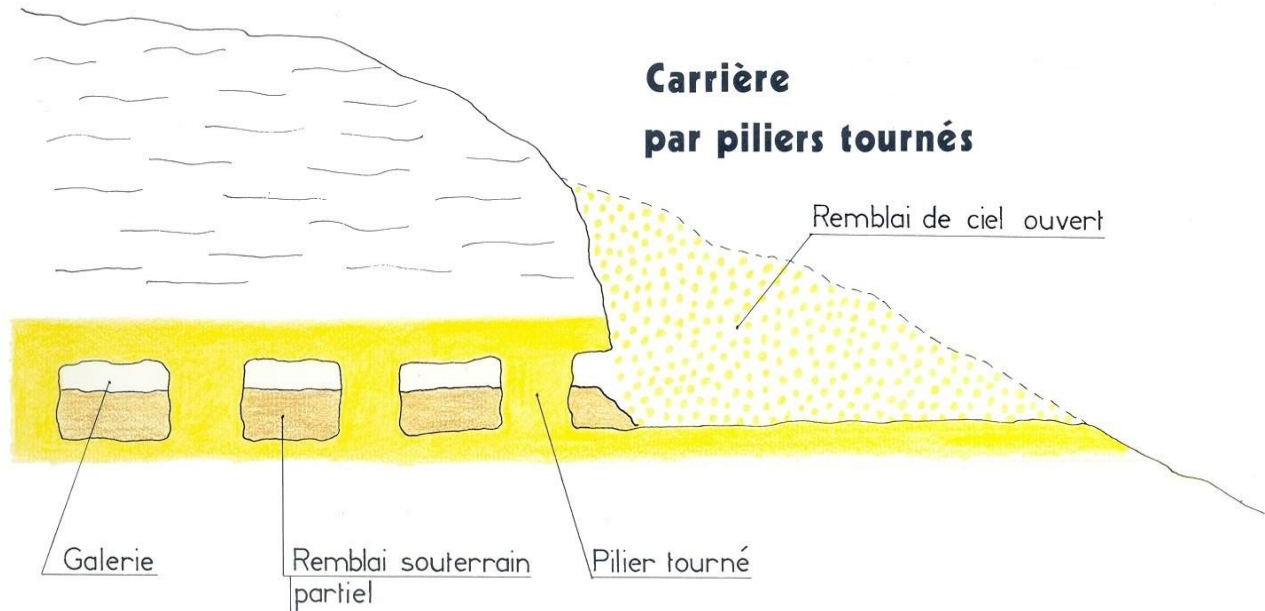 Carrière
par piliers tournés
Remblai de ciel ouvert
Galerie
Remblai souterrain
partiel
Pilier tourné